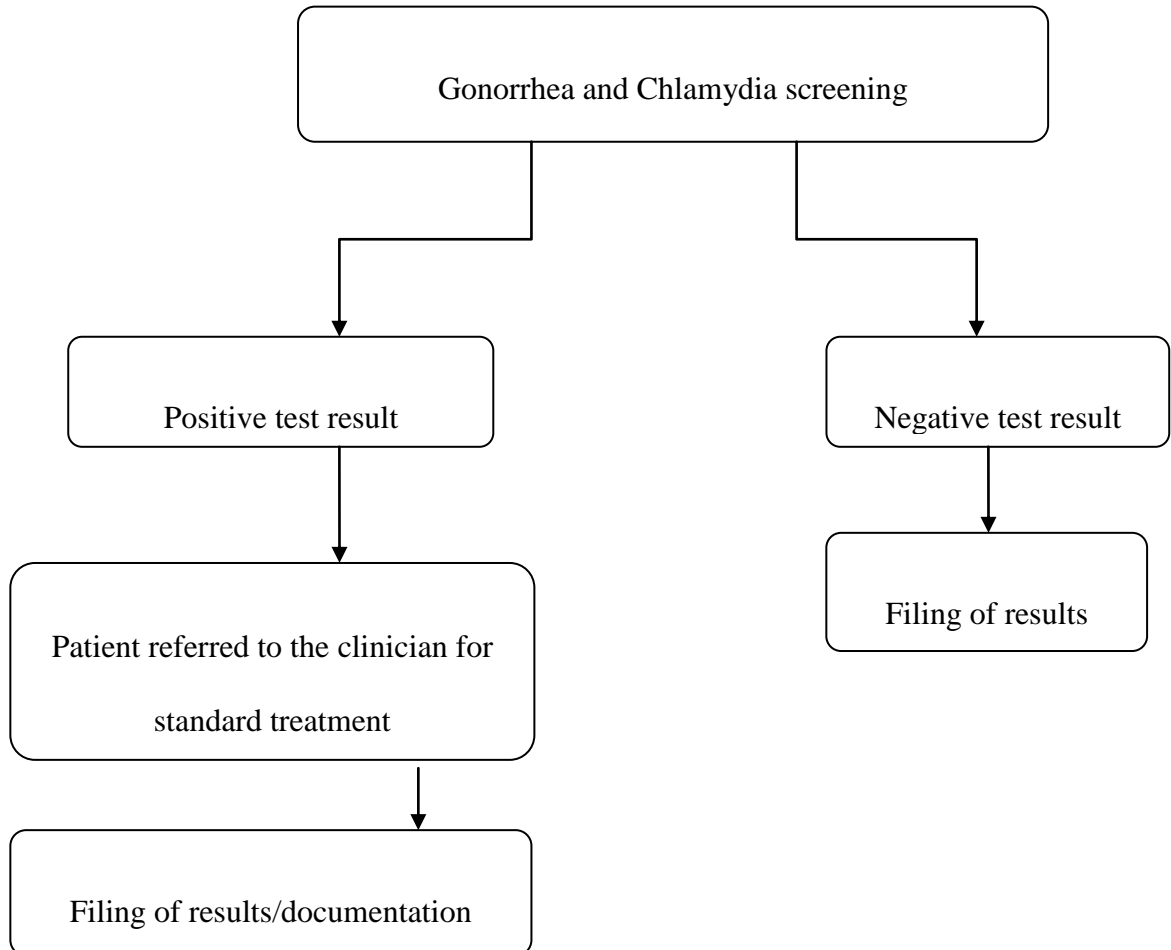 Gonorrhea and Chlamydia screening
Positive test result
Negative test result
Patient referred to the clinician for
standard treatment
Filing of results
Filing of results/documentation